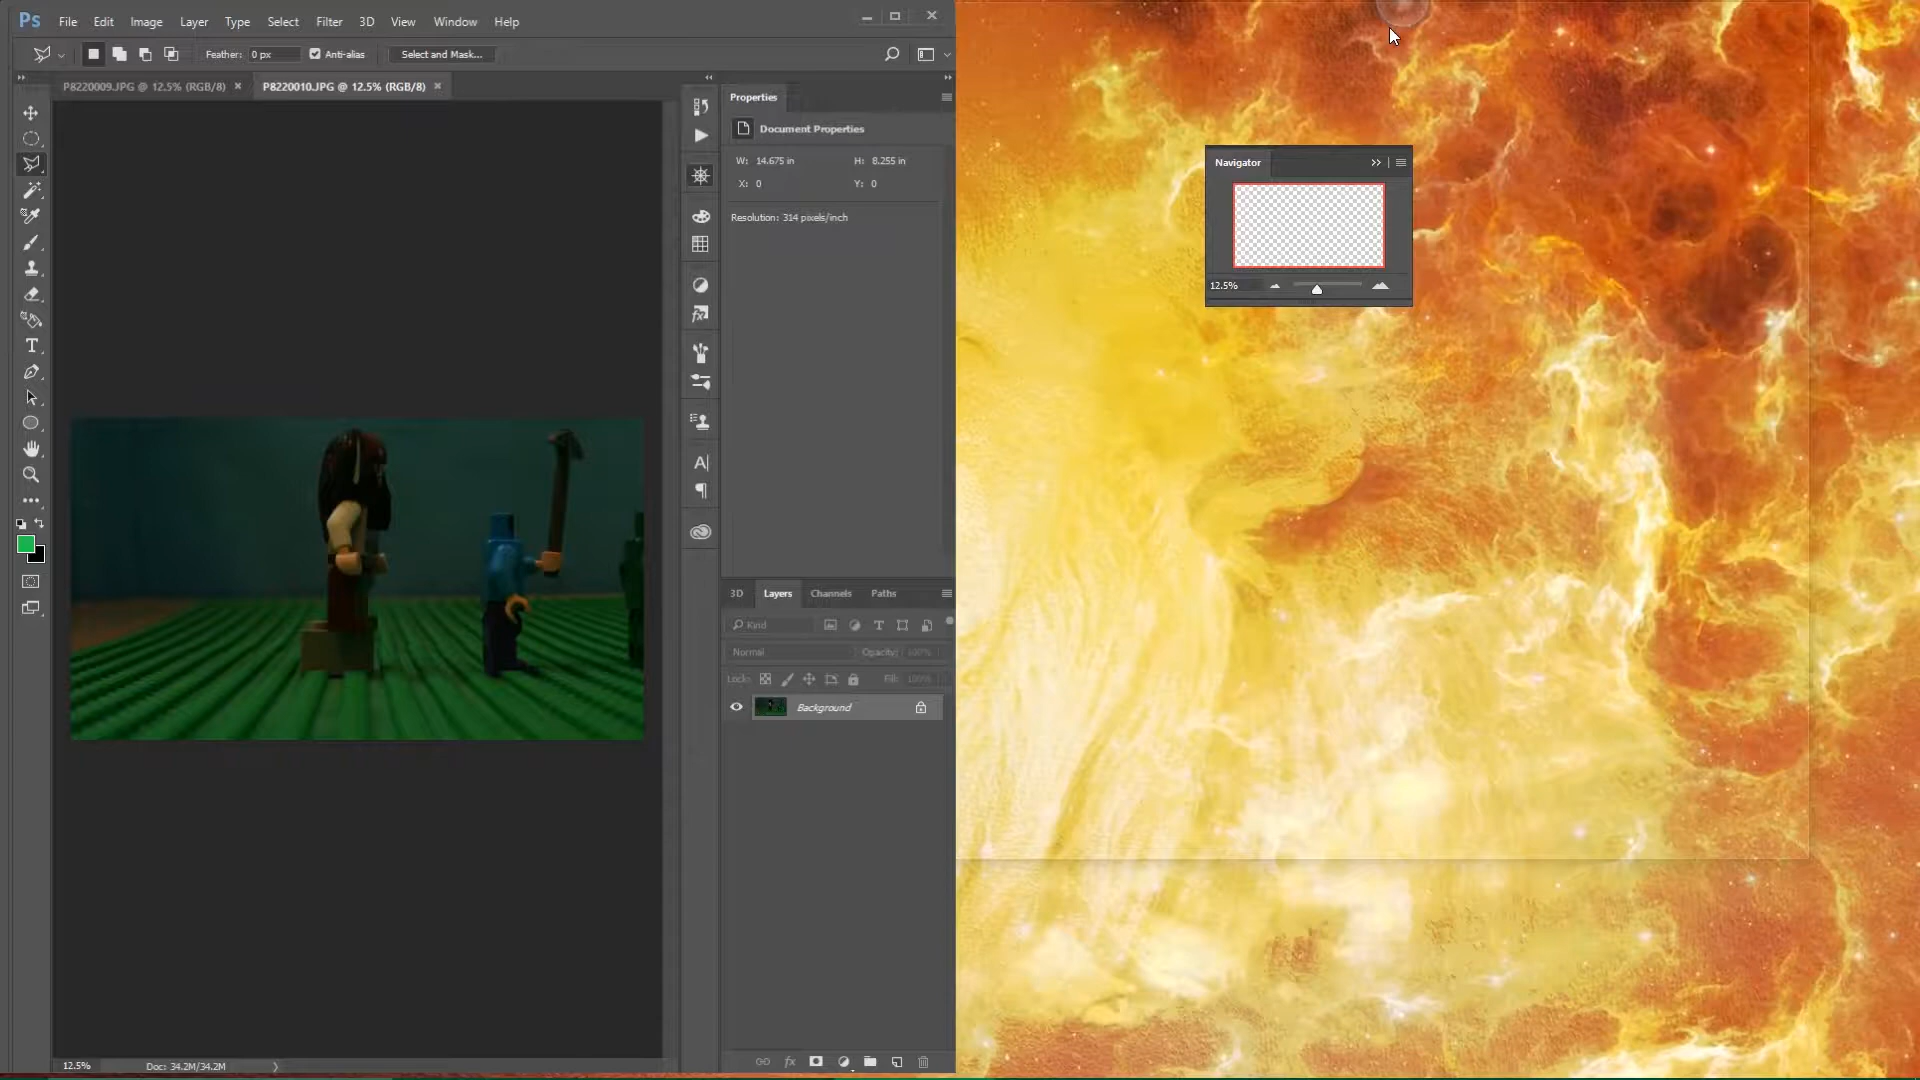 Ps File Edit Image Layer Type Select Filter 3D View Window Help
Feather: 0 px Anti-alias Select and Mask...
P8220009.JPG @ 12.5% (RGB/8) × P8220010.JPG @ 12.5% (RGB/8) ×
Properties
Document Properties
W: 14.675 in H: 8.255 in
X: 0 Y: 0
Resolution: 314 pixels/inch
Navigator
12.5%
3D Layers Channels Paths
Kind
Normal Opacity: 100%
Lock: Fill: 100%
Background
12.5% Doc: 34.2M/34.2M